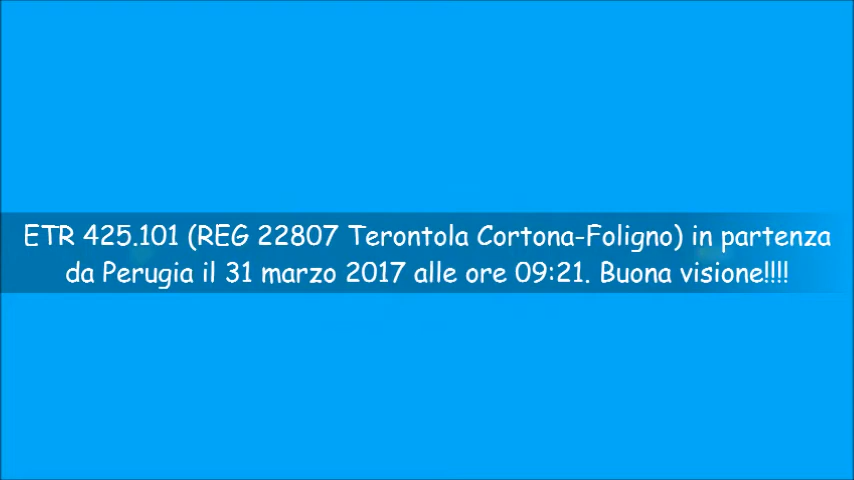 ETR 425.101 (REG 22807 Terontola Cortona-Foligno) in partenza
da Perugia il 31 marzo 2017 alle ore 09:21. Buona visione!!!!